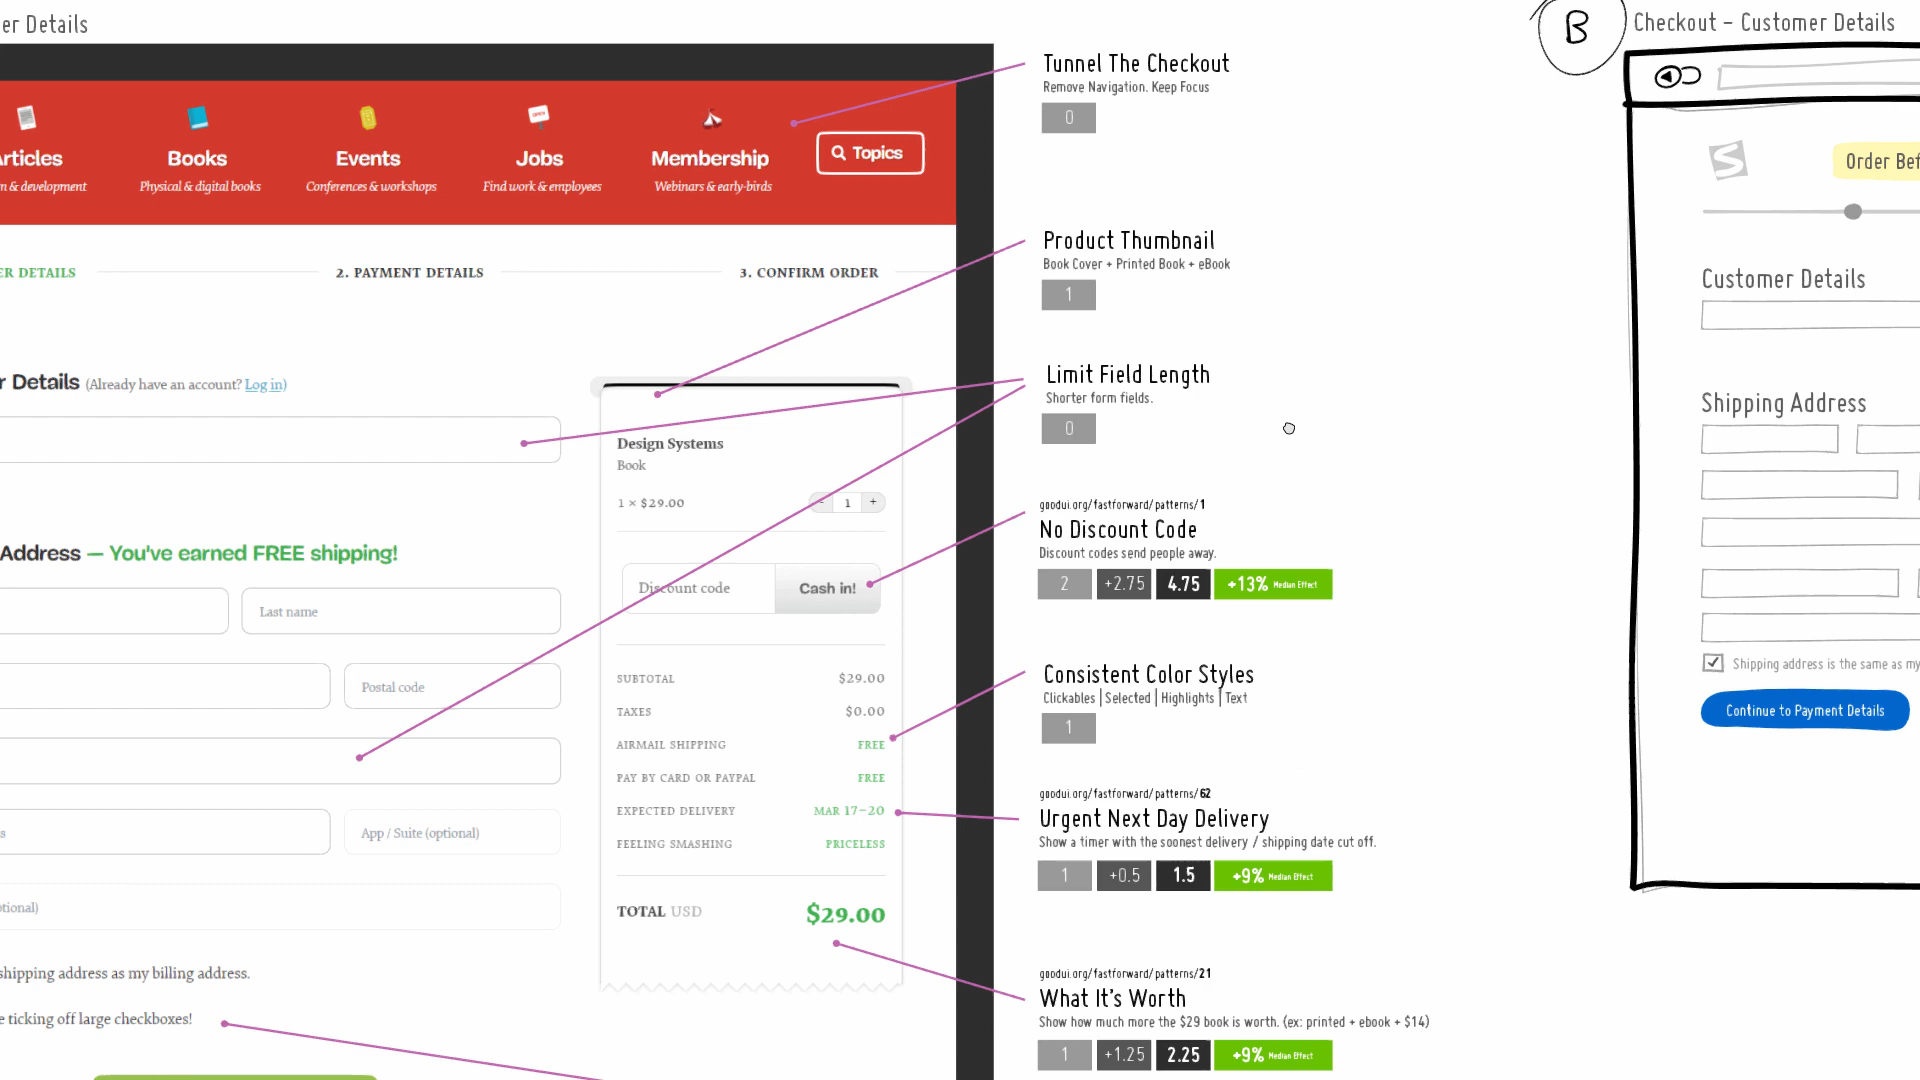 er Details
Articles
Books
Events
Jobs
Membership
Topics
n & development
Physical & digital books
Conferences & workshops
Find work & employees
Webinars & early-birds
ER DETAILS
2. PAYMENT DETAILS
3. CONFIRM ORDER
r Details (Already have an account? Log in)
Address — You've earned FREE shipping!
Last name
Postal code
s
App / Suite (optional)
tional)
shipping address as my billing address.
e ticking off large checkboxes!
Design Systems
Book
1 × $29.00
- 1 +
Discount code
Cash in!
SUBTOTAL $29.00
TAXES $0.00
AIRMAIL SHIPPING FREE
PAY BY CARD OR PAYPAL FREE
EXPECTED DELIVERY MAR 17–20
FEELING SMASHING PRICELESS
TOTAL USD $29.00
Tunnel The Checkout
Remove Navigation. Keep Focus
0
Product Thumbnail
Book Cover + Printed Book + eBook
1
Limit Field Length
Shorter form fields.
0
goodui.org/fastforward/patterns/1
No Discount Code
Discount codes send people away.
2 +2.75 4.75 +13% Median Effect
Consistent Color Styles
Clickables | Selected | Highlights | Text
1
goodui.org/fastforward/patterns/62
Urgent Next Day Delivery
Show a timer with the soonest delivery / shipping date cut off.
1 +0.5 1.5 +9% Median Effect
goodui.org/fastforward/patterns/21
What It's Worth
Show how much more the $29 book is worth. (ex: printed + ebook + $14)
1 +1.25 2.25 +9% Median Effect
B
Checkout - Customer Details
S
Order Bef
Customer Details
Shipping Address
Shipping address is the same as my
Continue to Payment Details